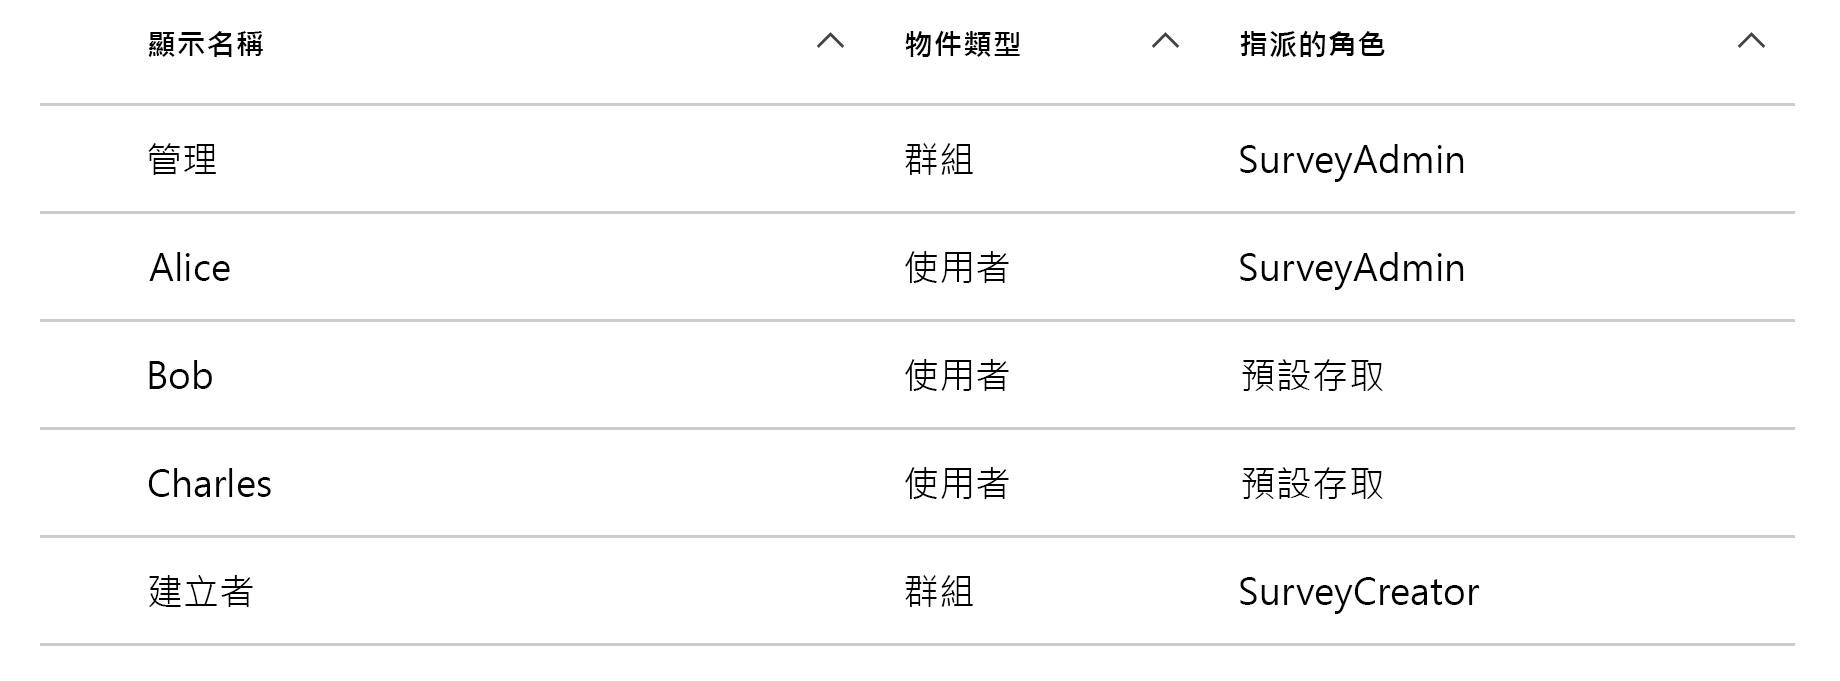 顯示名稱 物件類型 指派的角色
管理 群組 SurveyAdmin
Alice 使用者 SurveyAdmin
Bob 使用者 預設存取
Charles 使用者 預設存取
建立者 群組 SurveyCreator